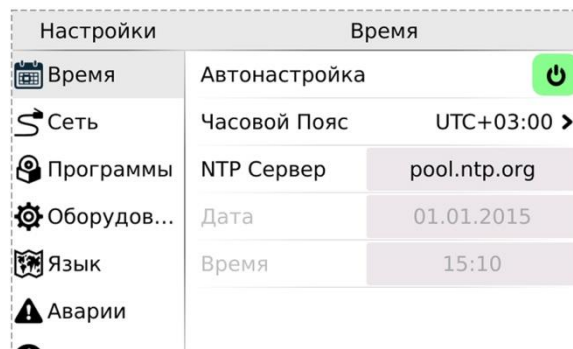 Настройки
Время
Время
Автонастройка
Сеть
Часовой Пояс
UTC+03:00
Программы
NTP Сервер
pool.ntp.org
Оборудов...
Дата
01.01.2015
Язык
Время
15:10
Аварии